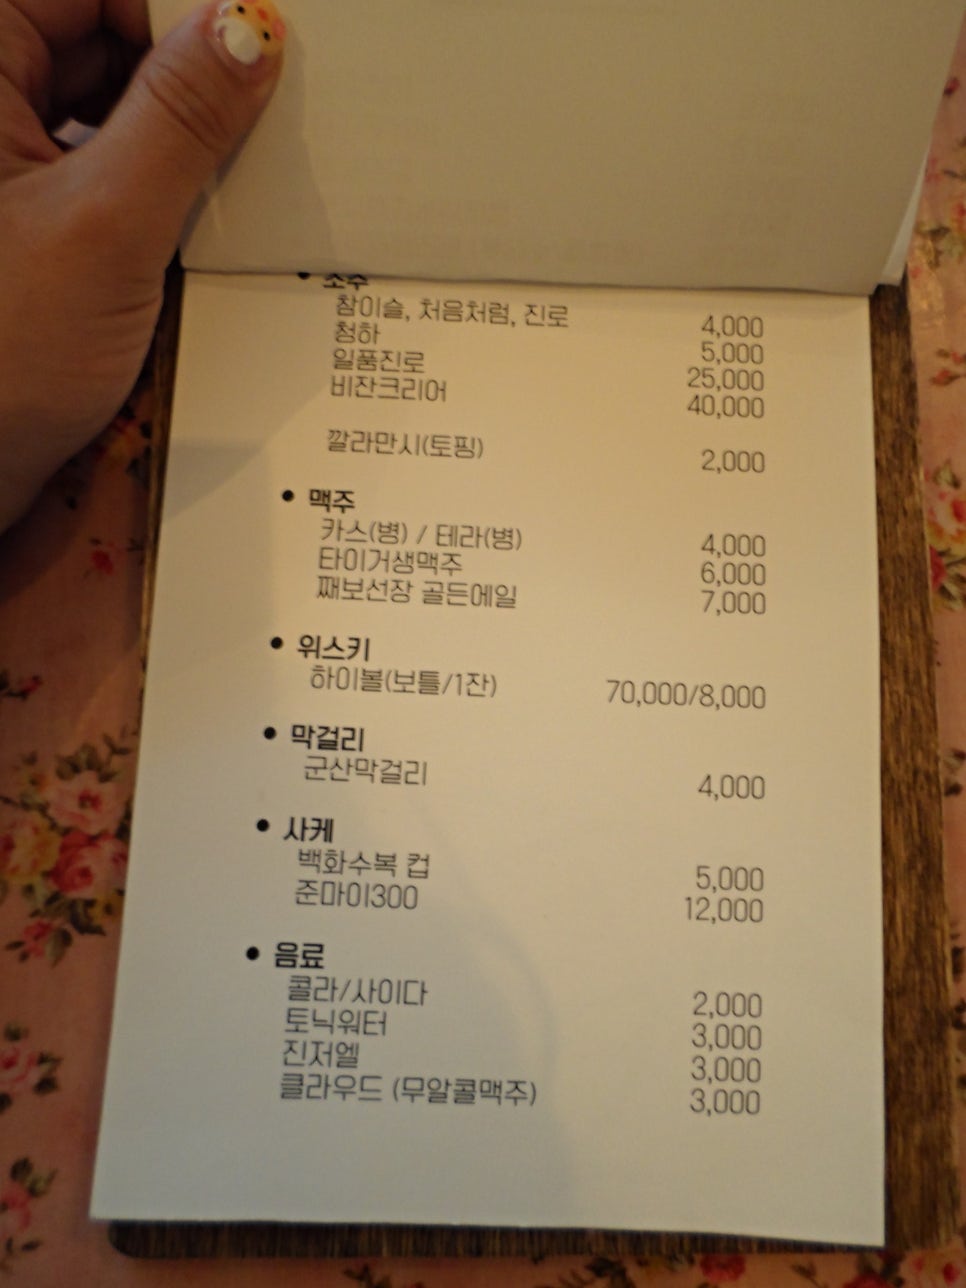 • 소주
참이슬, 처음처럼, 진로 4,000
청하 5,000
일품진로 25,000
비잔크리어 40,000
깔라만시(토핑) 2,000
• 맥주
카스(병) / 테라(병) 4,000
타이거생맥주 6,000
째보선장 골든에일 7,000
• 위스키
하이볼(보틀/1잔) 70,000/8,000
• 막걸리
군산막걸리 4,000
• 사케
백화수복 컵 5,000
준마이300 12,000
• 음료
콜라/사이다 2,000
토닉워터 3,000
진저엘 3,000
클라우드 (무알콜맥주) 3,000